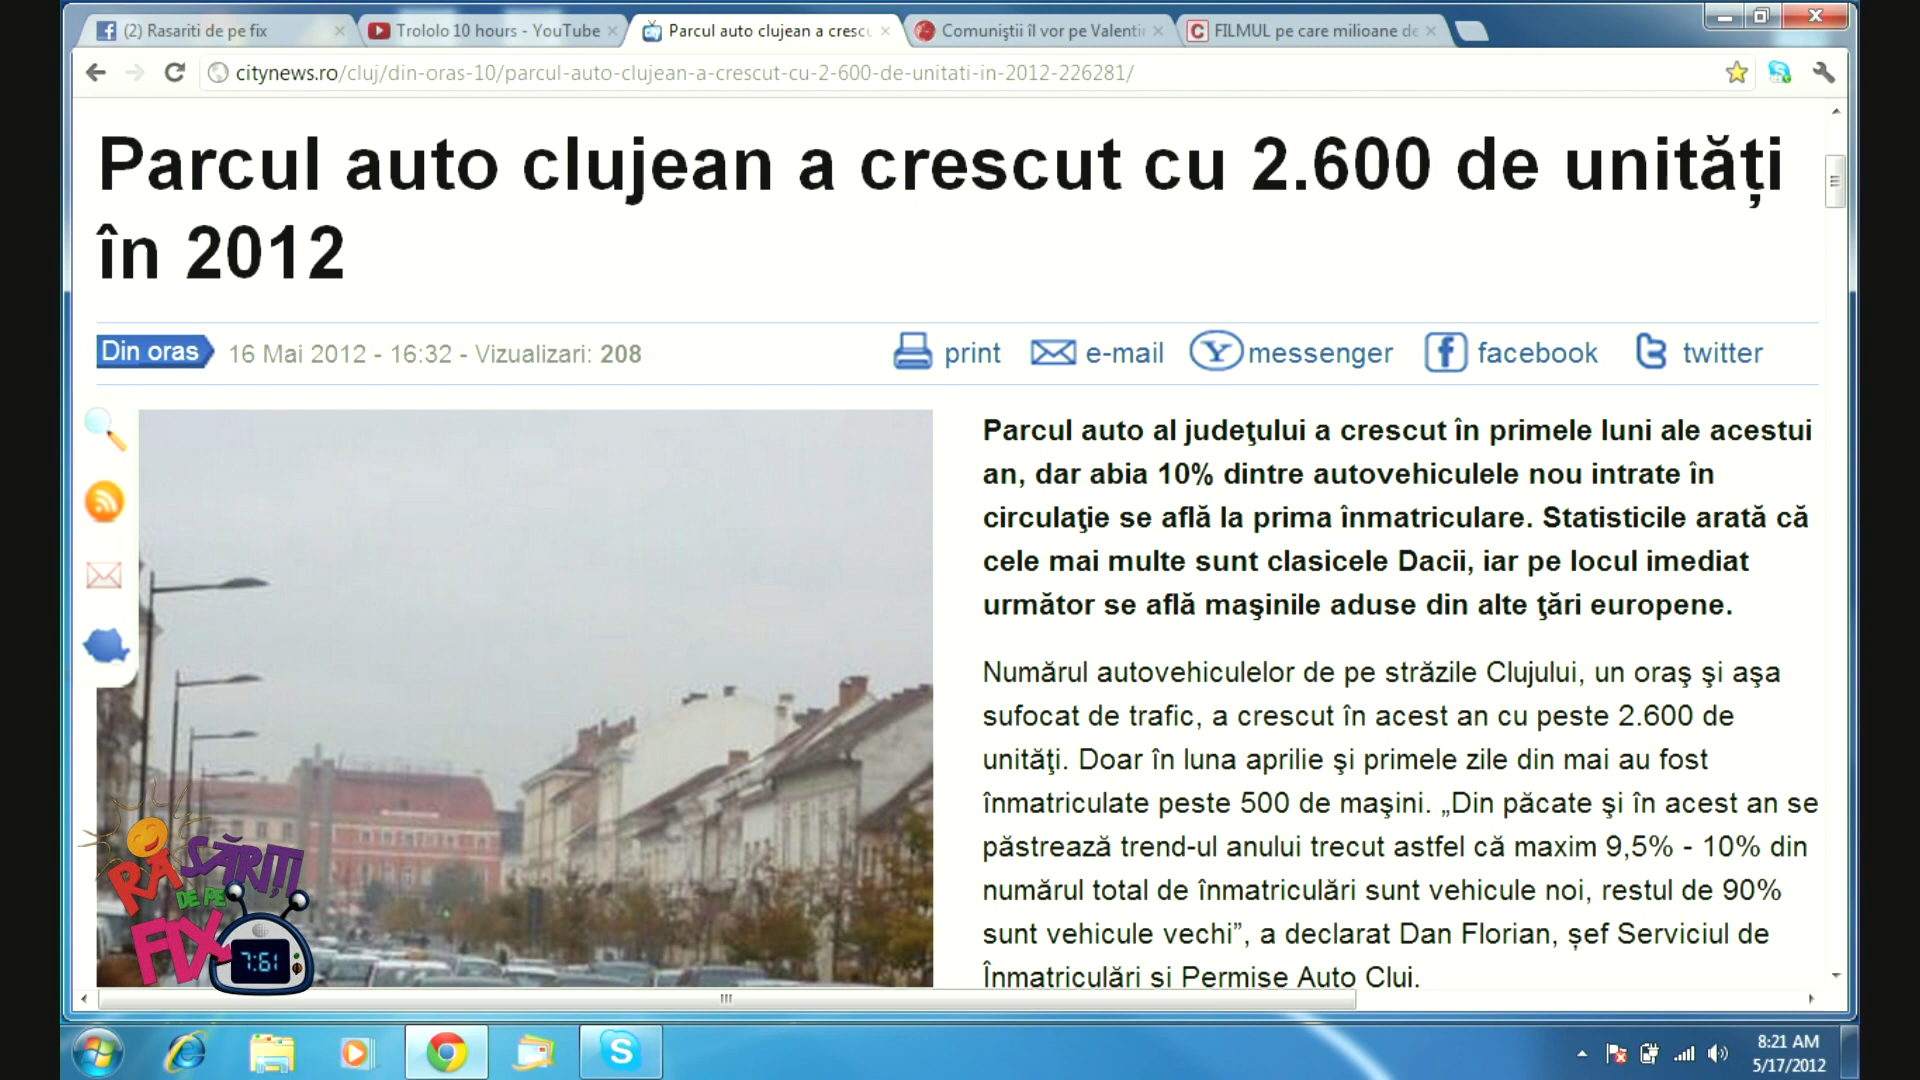 (2) Rasariti de pe fix
Trololo 10 hours - YouTube
Parcul auto clujean a cresc
Comuniştii îl vor pe Valenti
FILMUL pe care milioane de
citynews.ro/cluj/din-oras-10/parcul-auto-clujean-a-crescut-cu-2-600-de-unitati-in-2012-226281/
Parcul auto clujean a crescut cu 2.600 de unități
în 2012
Din oras 16 Mai 2012 - 16:32 - Vizualizari: 208
print e-mail messenger facebook twitter
Parcul auto al judeţului a crescut în primele luni ale acestui
an, dar abia 10% dintre autovehiculele nou intrate în
circulaţie se află la prima înmatriculare. Statisticile arată că
cele mai multe sunt clasicele Dacii, iar pe locul imediat
următor se află maşinile aduse din alte ţări europene.
Numărul autovehiculelor de pe străzile Clujului, un oraş şi aşa
sufocat de trafic, a crescut în acest an cu peste 2.600 de
unităţi. Doar în luna aprilie şi primele zile din mai au fost
înmatriculate peste 500 de maşini. „Din păcate şi în acest an se
păstrează trend-ul anului trecut astfel că maxim 9,5% - 10% din
numărul total de înmatriculări sunt vehicule noi, restul de 90%
sunt vehicule vechi”, a declarat Dan Florian, șef Serviciul de
Înmatriculări si Permise Auto Cluj.
RĂSĂRIȚI
DE PE
FIX
7:61
8:21 AM
5/17/2012